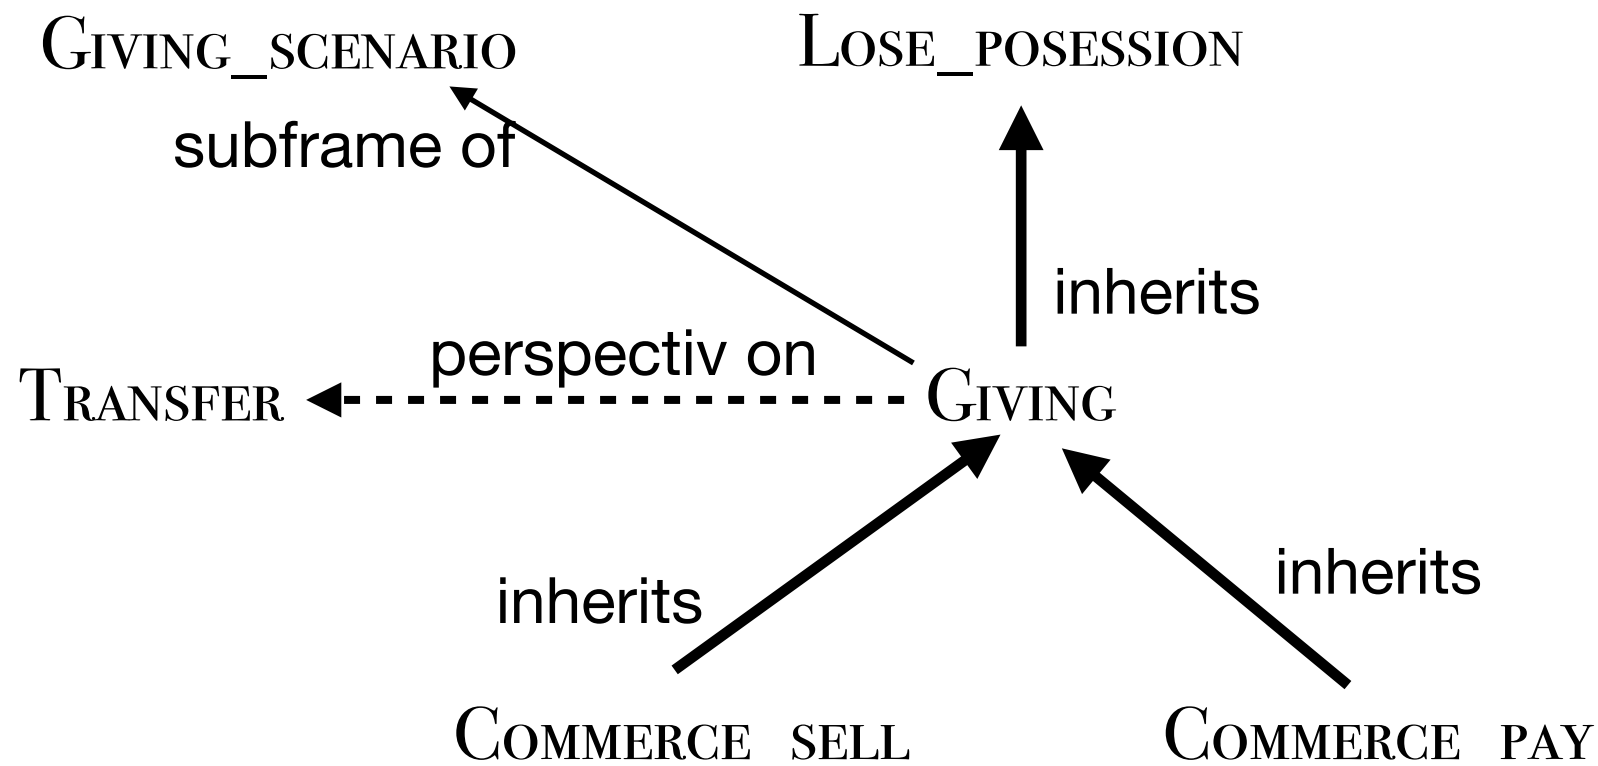 GIVING_SCENARIO
LOSE_POSESSION
subframe of
inherits
perspectiv on
TRANSFER
GIVING
inherits
inherits
COMMERCE SELL
COMMERCE PAY